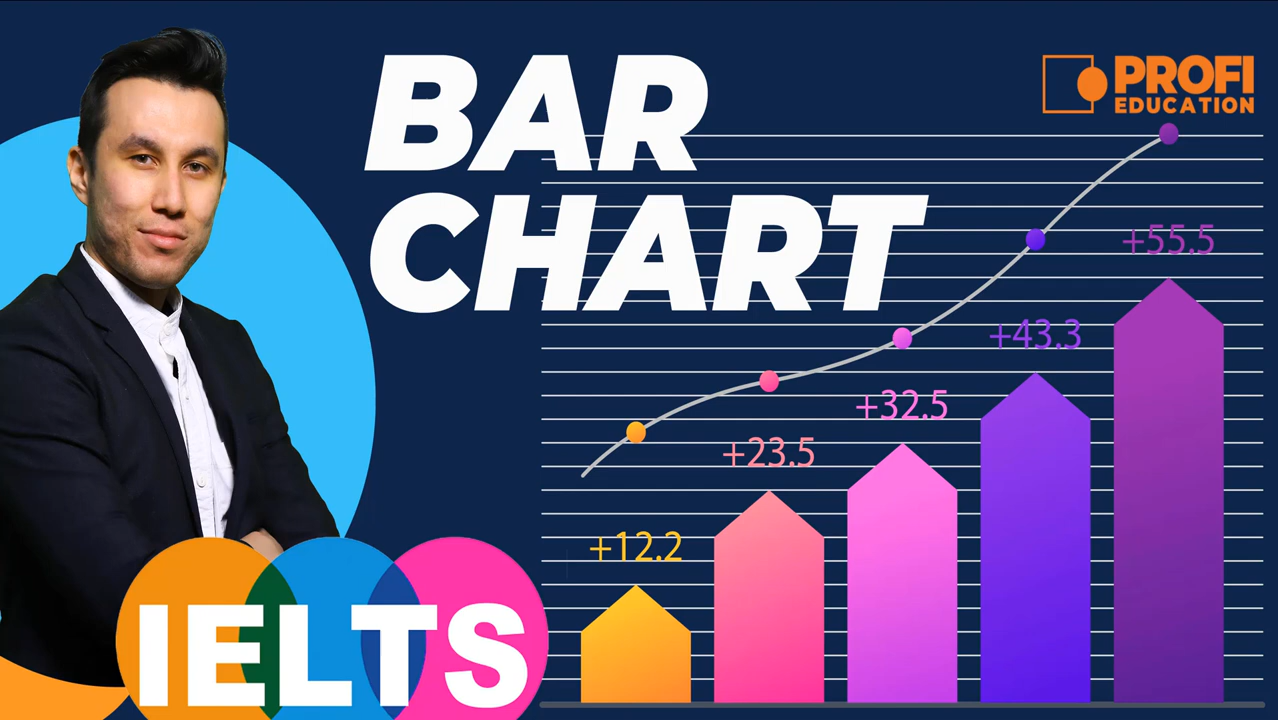 BAR
CHART
PROFI
EDUCATION
+55.5
+43.3
+32.5
+23.5
+12.2
IELTS